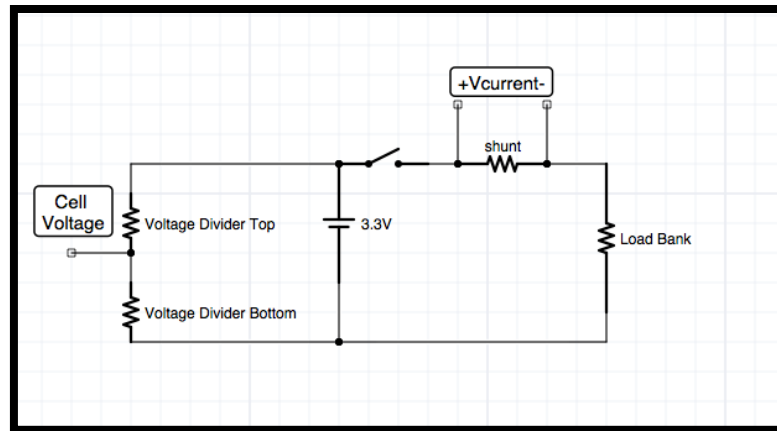 +Vcurrent-
shunt
Cell
Voltage
Voltage Divider Top
3.3V
Load Bank
Voltage Divider Bottom